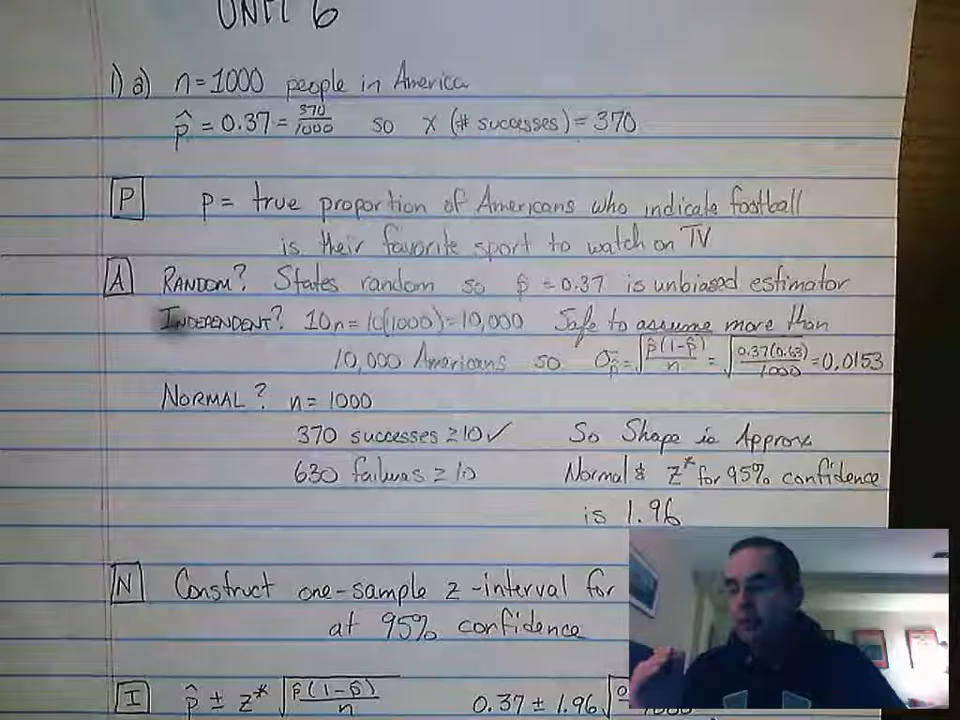 UNIT 6
1) a) n = 1000 people in America
p̂ = 0.37 = 370/1000 so x (# successes) = 370
P p = true proportion of Americans who indicate football
is their favorite sport to watch on TV
A RANDOM? States random so p̂ = 0.37 is unbiased estimator
INDEPENDENT? 10n = 10(1000) = 10,000 Safe to assume more than
10,000 Americans so σp̂ = √(p̂(1-p̂)/n) = √(0.37(0.63)/1000) = 0.0153
NORMAL? n = 1000
370 successes ≥ 10 ✓ So Shape is Approx
630 failures ≥ 10 Normal & z* for 95% confidence
is 1.96
N Construct one-sample z-interval for
at 95% confidence
I p̂ ± z* √(p̂(1-p̂)/n) 0.37 ± 1.96 √